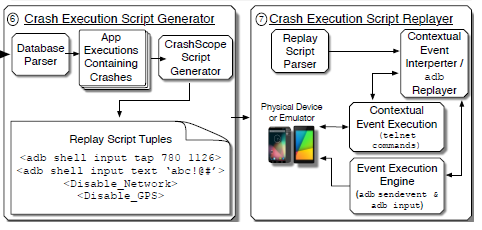 ⑥ Crash Execution Script Generator
Database
Parser
App
Executions
Containing
Crashes
CrashScope
Script
Generator
Replay Script Tuples
<adb shell input tap 780 1126>
<adb shell input text ‘abc!@#’>
<Disable_Network>
<Disable_GPS>
⑦ Crash Execution Script Replayer
Replay
Script
Parser
Contextual
Event
Interperter /
adb
Replayer
Physical Device
or Emulator
Contextual
Event Execution
(telnet
commands)
Event Execution
Engine
(adb sendevent &
adb input)